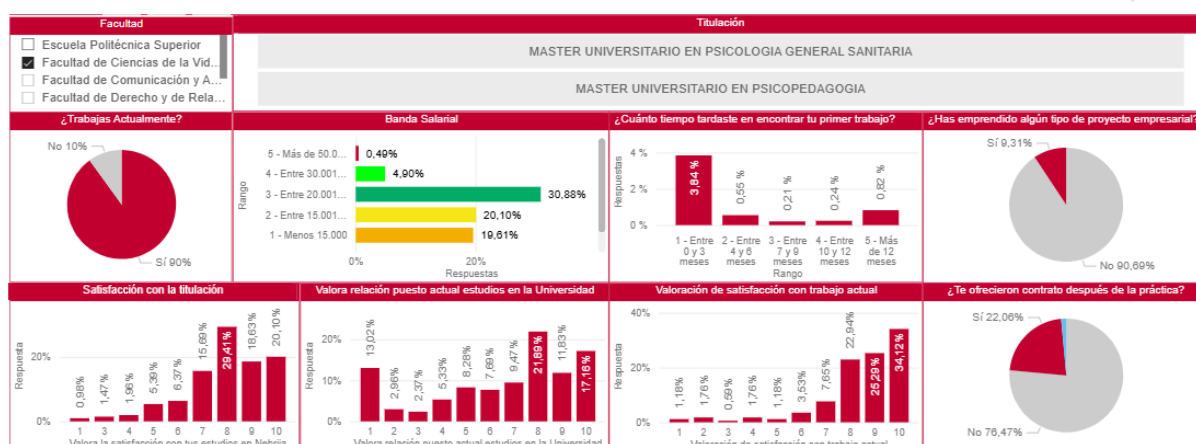 Facultad
Titulación
Escuela Politécnica Superior
Facultad de Ciencias de la Vid...
Facultad de Comunicación y A...
Facultad de Derecho y de Rela...
MASTER UNIVERSITARIO EN PSICOLOGIA GENERAL SANITARIA
MASTER UNIVERSITARIO EN PSICOPEDAGOGIA
¿Trabajas Actualmente?
No 10%
Sí 90%
Banda Salarial
Rango
5 - Más de 50.0... 0,49%
4 - Entre 30.001... 4,90%
3 - Entre 20.001... 30,88%
2 - Entre 15.001... 20,10%
1 - Menos 15.000 19,61%
0% 20%
Respuestas
¿Cuánto tiempo tardaste en encontrar tu primer trabajo?
Respuestas
4 %
2 %
0 %
3,84 % 0,55 % 0,21 % 0,24 % 0,82 %
1 - Entre 2 - Entre 3 - Entre 4 - Entre 5 - Más
0 y 3 4 y 6 7 y 9 10 y 12 de 12
meses meses meses meses meses
Rango
¿Has emprendido algún tipo de proyecto empresarial?
Sí 9,31%
No 90,69%
Satisfacción con la titulación
Respuesta
20%
0%
0,98% 1,47% 1,96% 5,39% 6,37% 15,69% 29,41% 18,63% 20,10%
1 3 4 5 6 7 8 9 10
Valora la satisfacción con tus estudios en Nebrija
Valora relación puesto actual estudios en la Universidad
Respuesta
20%
10%
0%
13,02% 2,96% 2,37% 5,33% 8,28% 7,69% 9,47% 21,89% 11,83% 17,16%
1 2 3 4 5 6 7 8 9 10
Valora relación puesto actual estudios en la Universidad
Valoración de satisfacción con trabajo actual
Respuesta
40%
20%
0%
1,18% 1,76% 0,59% 1,76% 1,18% 3,53% 7,65% 22,94% 25,29% 34,12%
1 2 3 4 5 6 7 8 9 10
Valoración de satisfacción con trabajo actual
¿Te ofrecieron contrato después de la práctica?
Sí 22,06%
No 76,47%